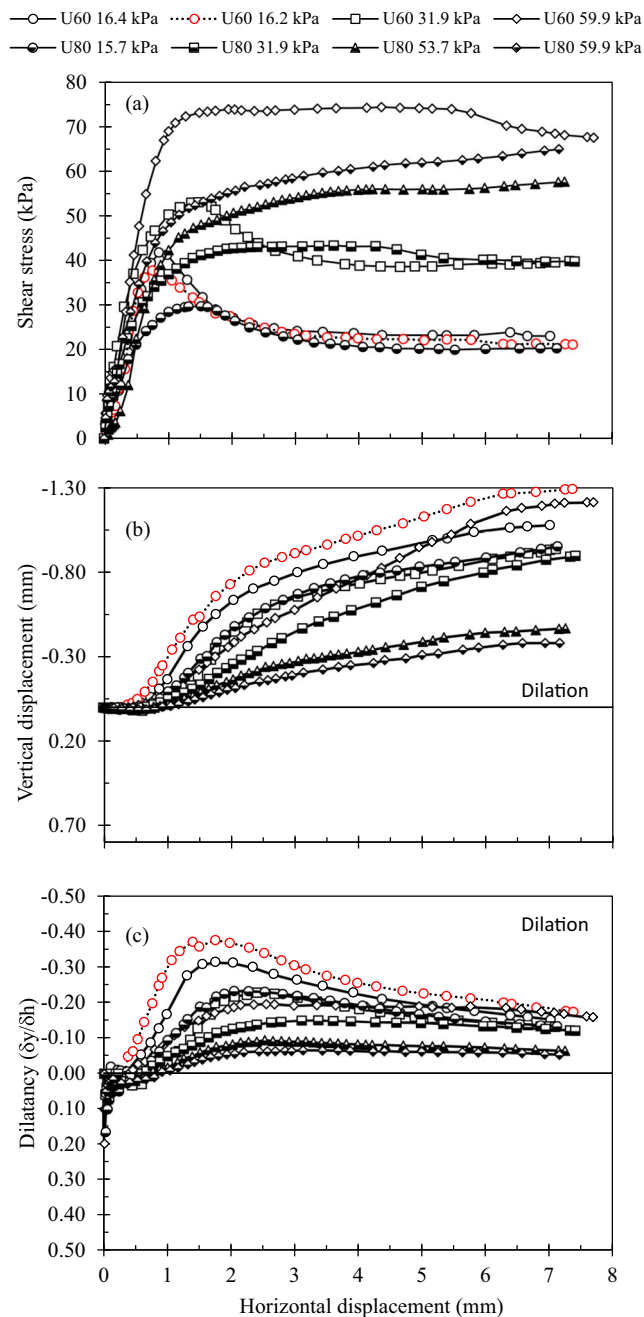 U60 16.4 kPa U60 16.2 kPa U60 31.9 kPa U60 59.9 kPa
U80 15.7 kPa U80 31.9 kPa U80 53.7 kPa U80 59.9 kPa
80
70
60
50
40
30
20
10
0
Shear stress (kPa)
(a)
-1.30
-0.80
-0.30
0.20
0.70
Vertical displacement (mm)
(b)
Dilation
-0.50
-0.40
-0.30
-0.20
-0.10
0.00
0.10
0.20
0.30
0.40
0.50
Dilatancy (δy/δh)
(c)
Dilation
0 1 2 3 4 5 6 7 8
Horizontal displacement (mm)